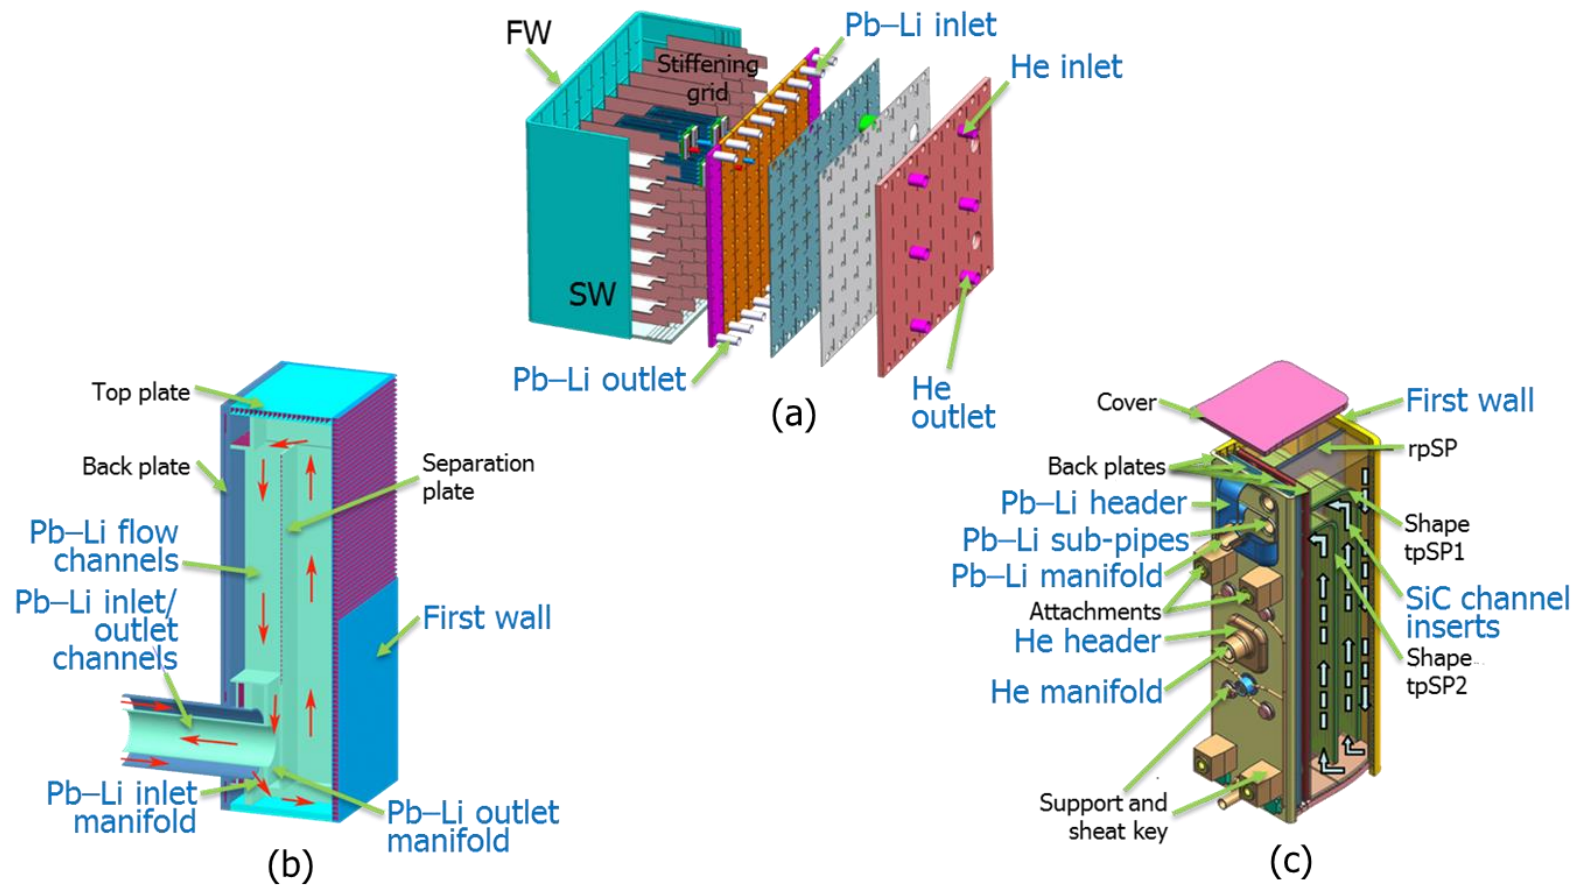 FW
Pb–Li inlet
Stiffening
grid
He inlet
SW
Pb–Li outlet
He
outlet
(a)
Top plate
Back plate
Separation
plate
Pb–Li flow
channels
Pb–Li inlet/
outlet
channels
First wall
Pb–Li inlet
manifold
Pb–Li outlet
manifold
(b)
Cover
First wall
rpSP
Back plates
Pb–Li header
Shape
tpSP1
Pb–Li sub-pipes
Pb–Li manifold
Attachments
SiC channel
inserts
He header
Shape
tpSP2
He manifold
Support and
sheat key
(c)